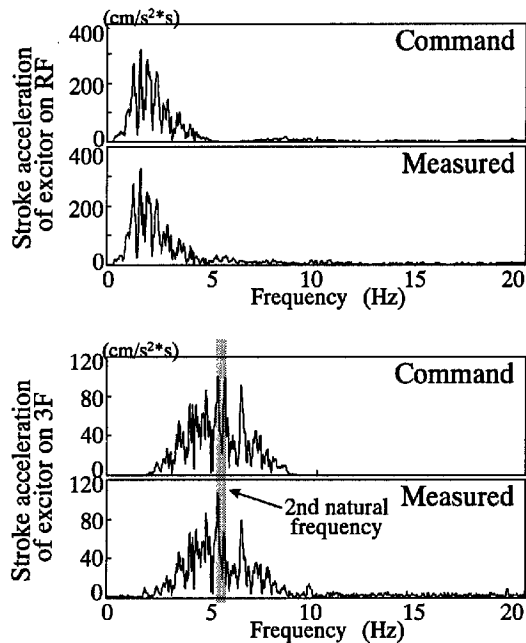 (cm/s²*s)
Command
400
200
0
Measured
400
200
0
0 5 10 15 20
Frequency (Hz)
Stroke acceleration
of excitor on RF
(cm/s²*s)
Command
120
80
40
0
Measured
120
80
40
0
2nd natural
frequency
0 5 10 15 20
Frequency (Hz)
Stroke acceleration
of excitor on 3F